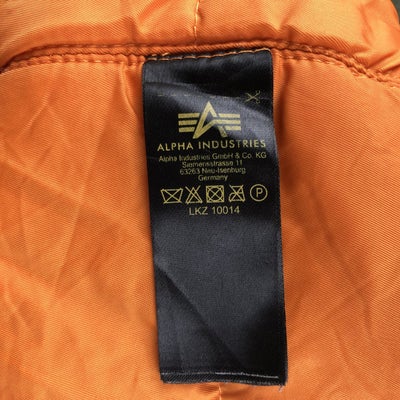 ALPHA INDUSTRIES
Alpha Industries GmbH & Co. KG
Siemensstrasse 11
63263 Neu-Isenburg
Germany
P
LKZ 10014